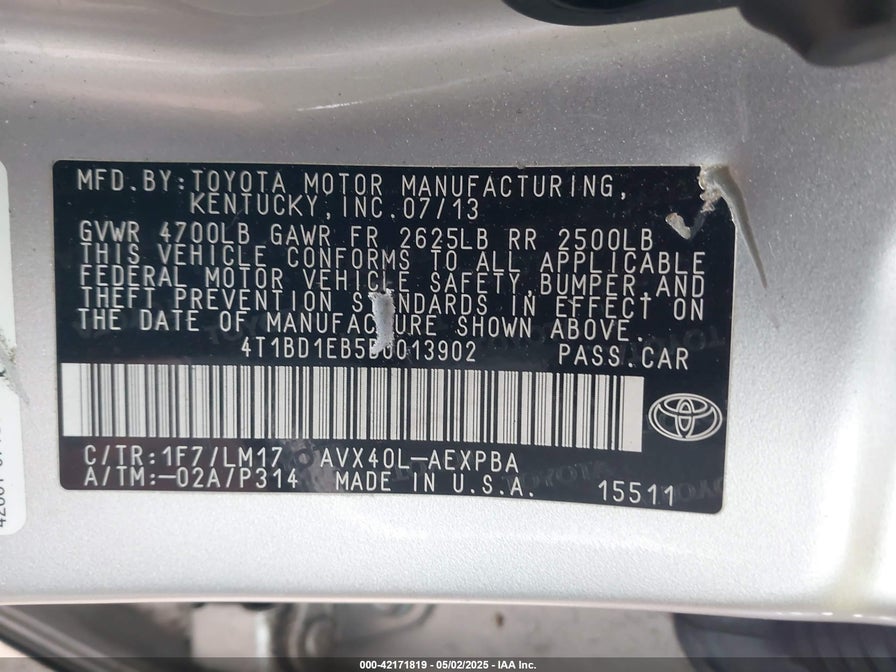 MFD.BY:TOYOTA MOTOR MANUFACTURING,
KENTUCKY,INC.07/13
GVWR 4700LB GAWR FR 2625LB RR 2500LB
THIS VEHICLE CONFORMS TO ALL APPLICABLE
FEDERAL MOTOR VEHICLE SAFETY,BUMPER,AND
THEFT PREVENTION STANDARDS IN EFFECT ON
THE DATE OF MANUFACTURE SHOWN ABOVE.
4T1BD1EB5DU013902 PASS.CAR
C/TR:1F7/LM17 AVX40L-AEXPBA
A/TM:-02A/P314 MADE IN U.S.A. 15511
000-42171819 - 05/02/2025 - IAA Inc.